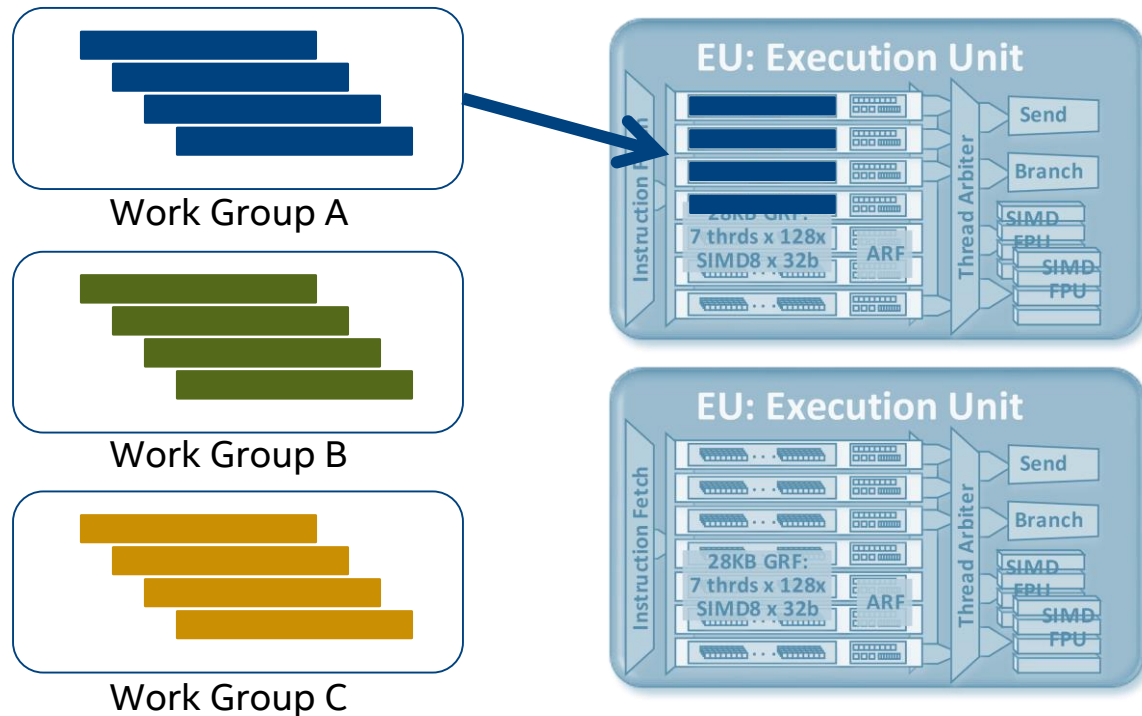 Work Group A
Work Group B
Work Group C
EU: Execution Unit
Instruction Fetch
28KB GRF:
7 thrds x 128x
SIMD8 x 32b
ARF
Thread Arbiter
Send
Branch
SIMD
FPU
SIMD
FPU
EU: Execution Unit
Instruction Fetch
28KB GRF:
7 thrds x 128x
SIMD8 x 32b
ARF
Thread Arbiter
Send
Branch
SIMD
FPU
SIMD
FPU